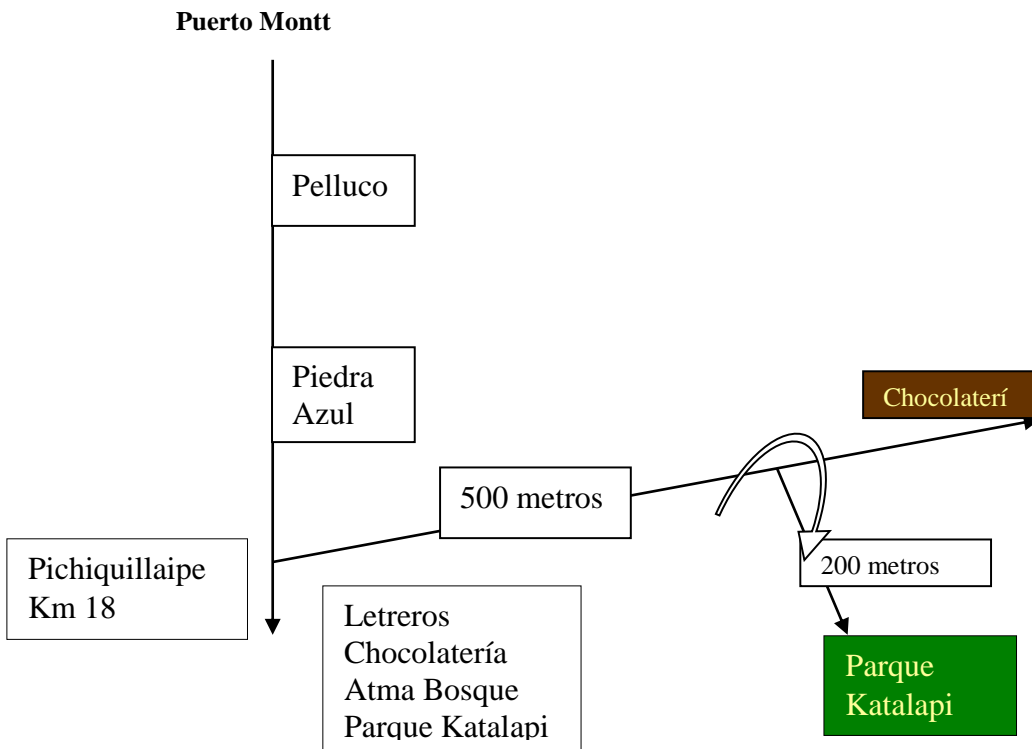 Puerto Montt
Pelluco
Piedra
Azul
Chocolaterí
500 metros
200 metros
Pichiquillaipe
Km 18
Letreros
Chocolatería
Atma Bosque
Parque Katalapi
Parque
Katalapi